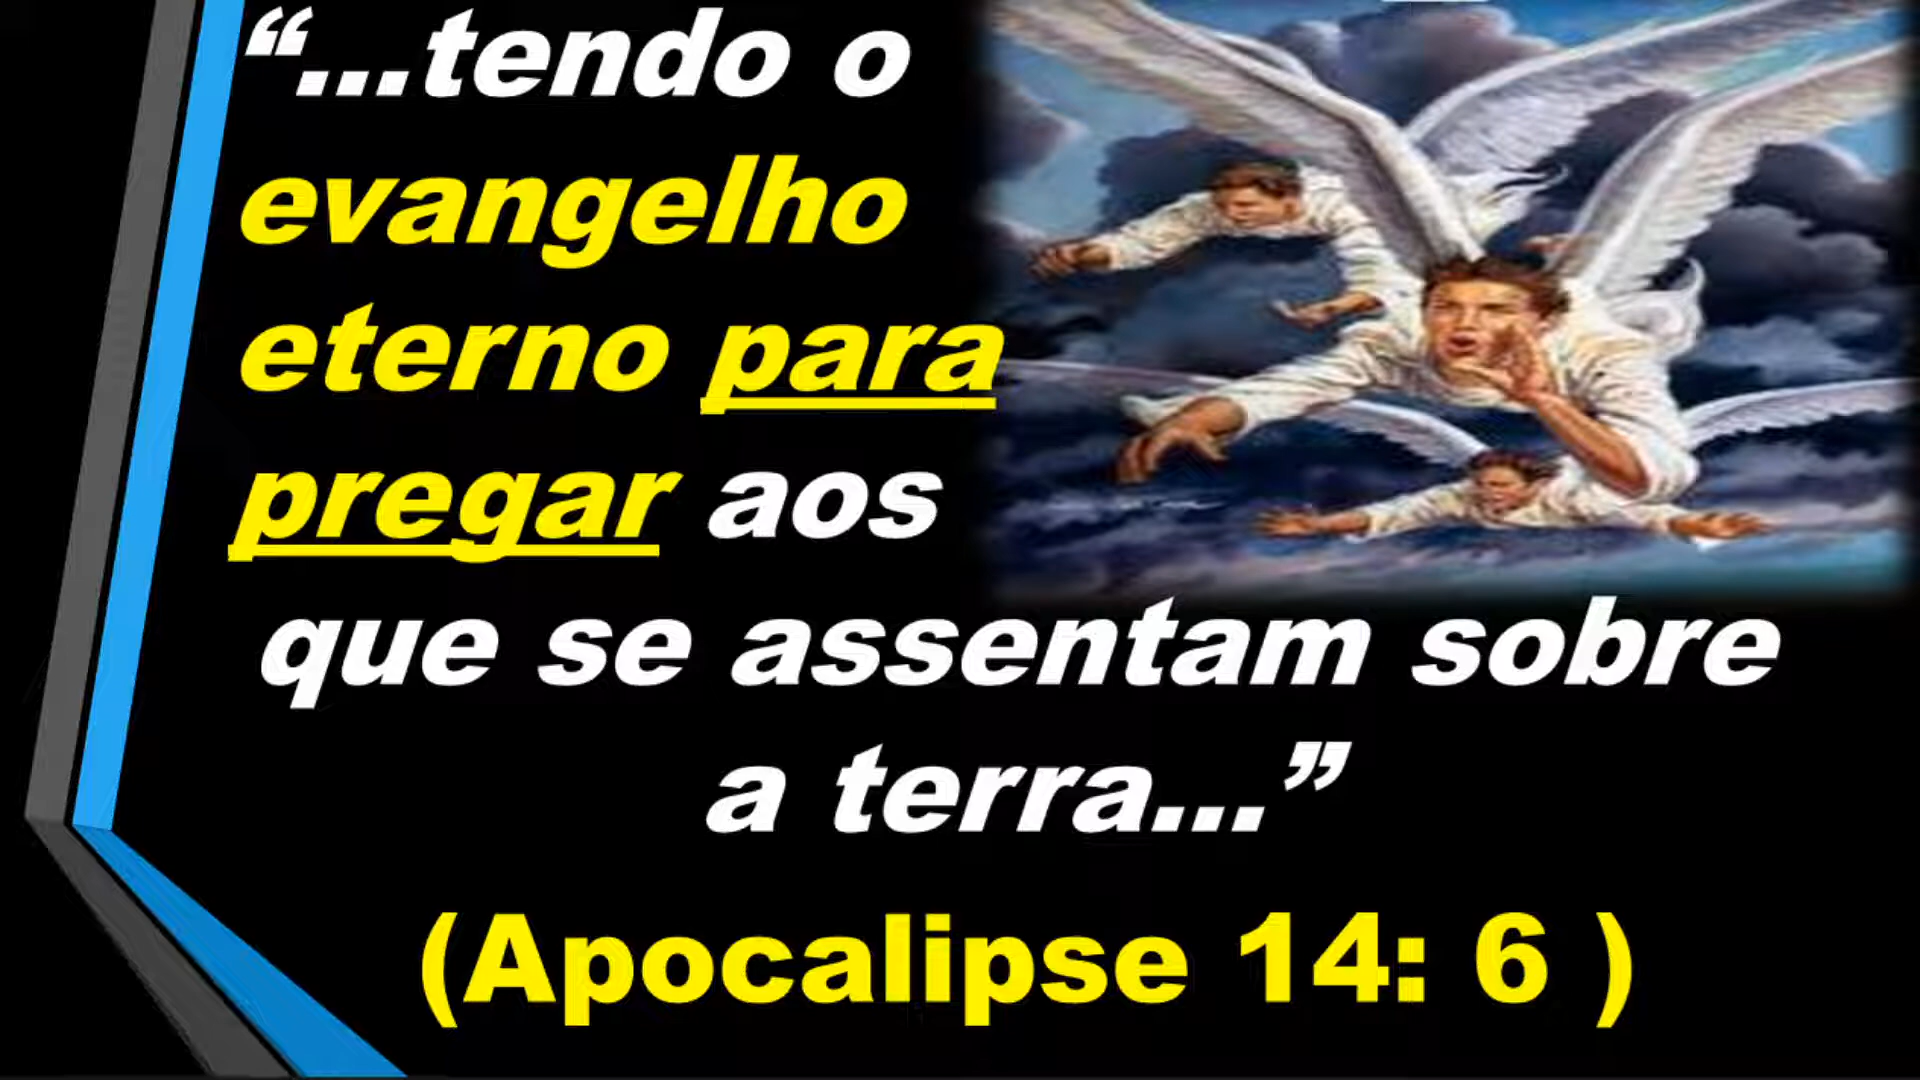 “...tendo o
evangelho
eterno para
pregar aos
que se assentam sobre
a terra...”
(Apocalipse 14: 6 )